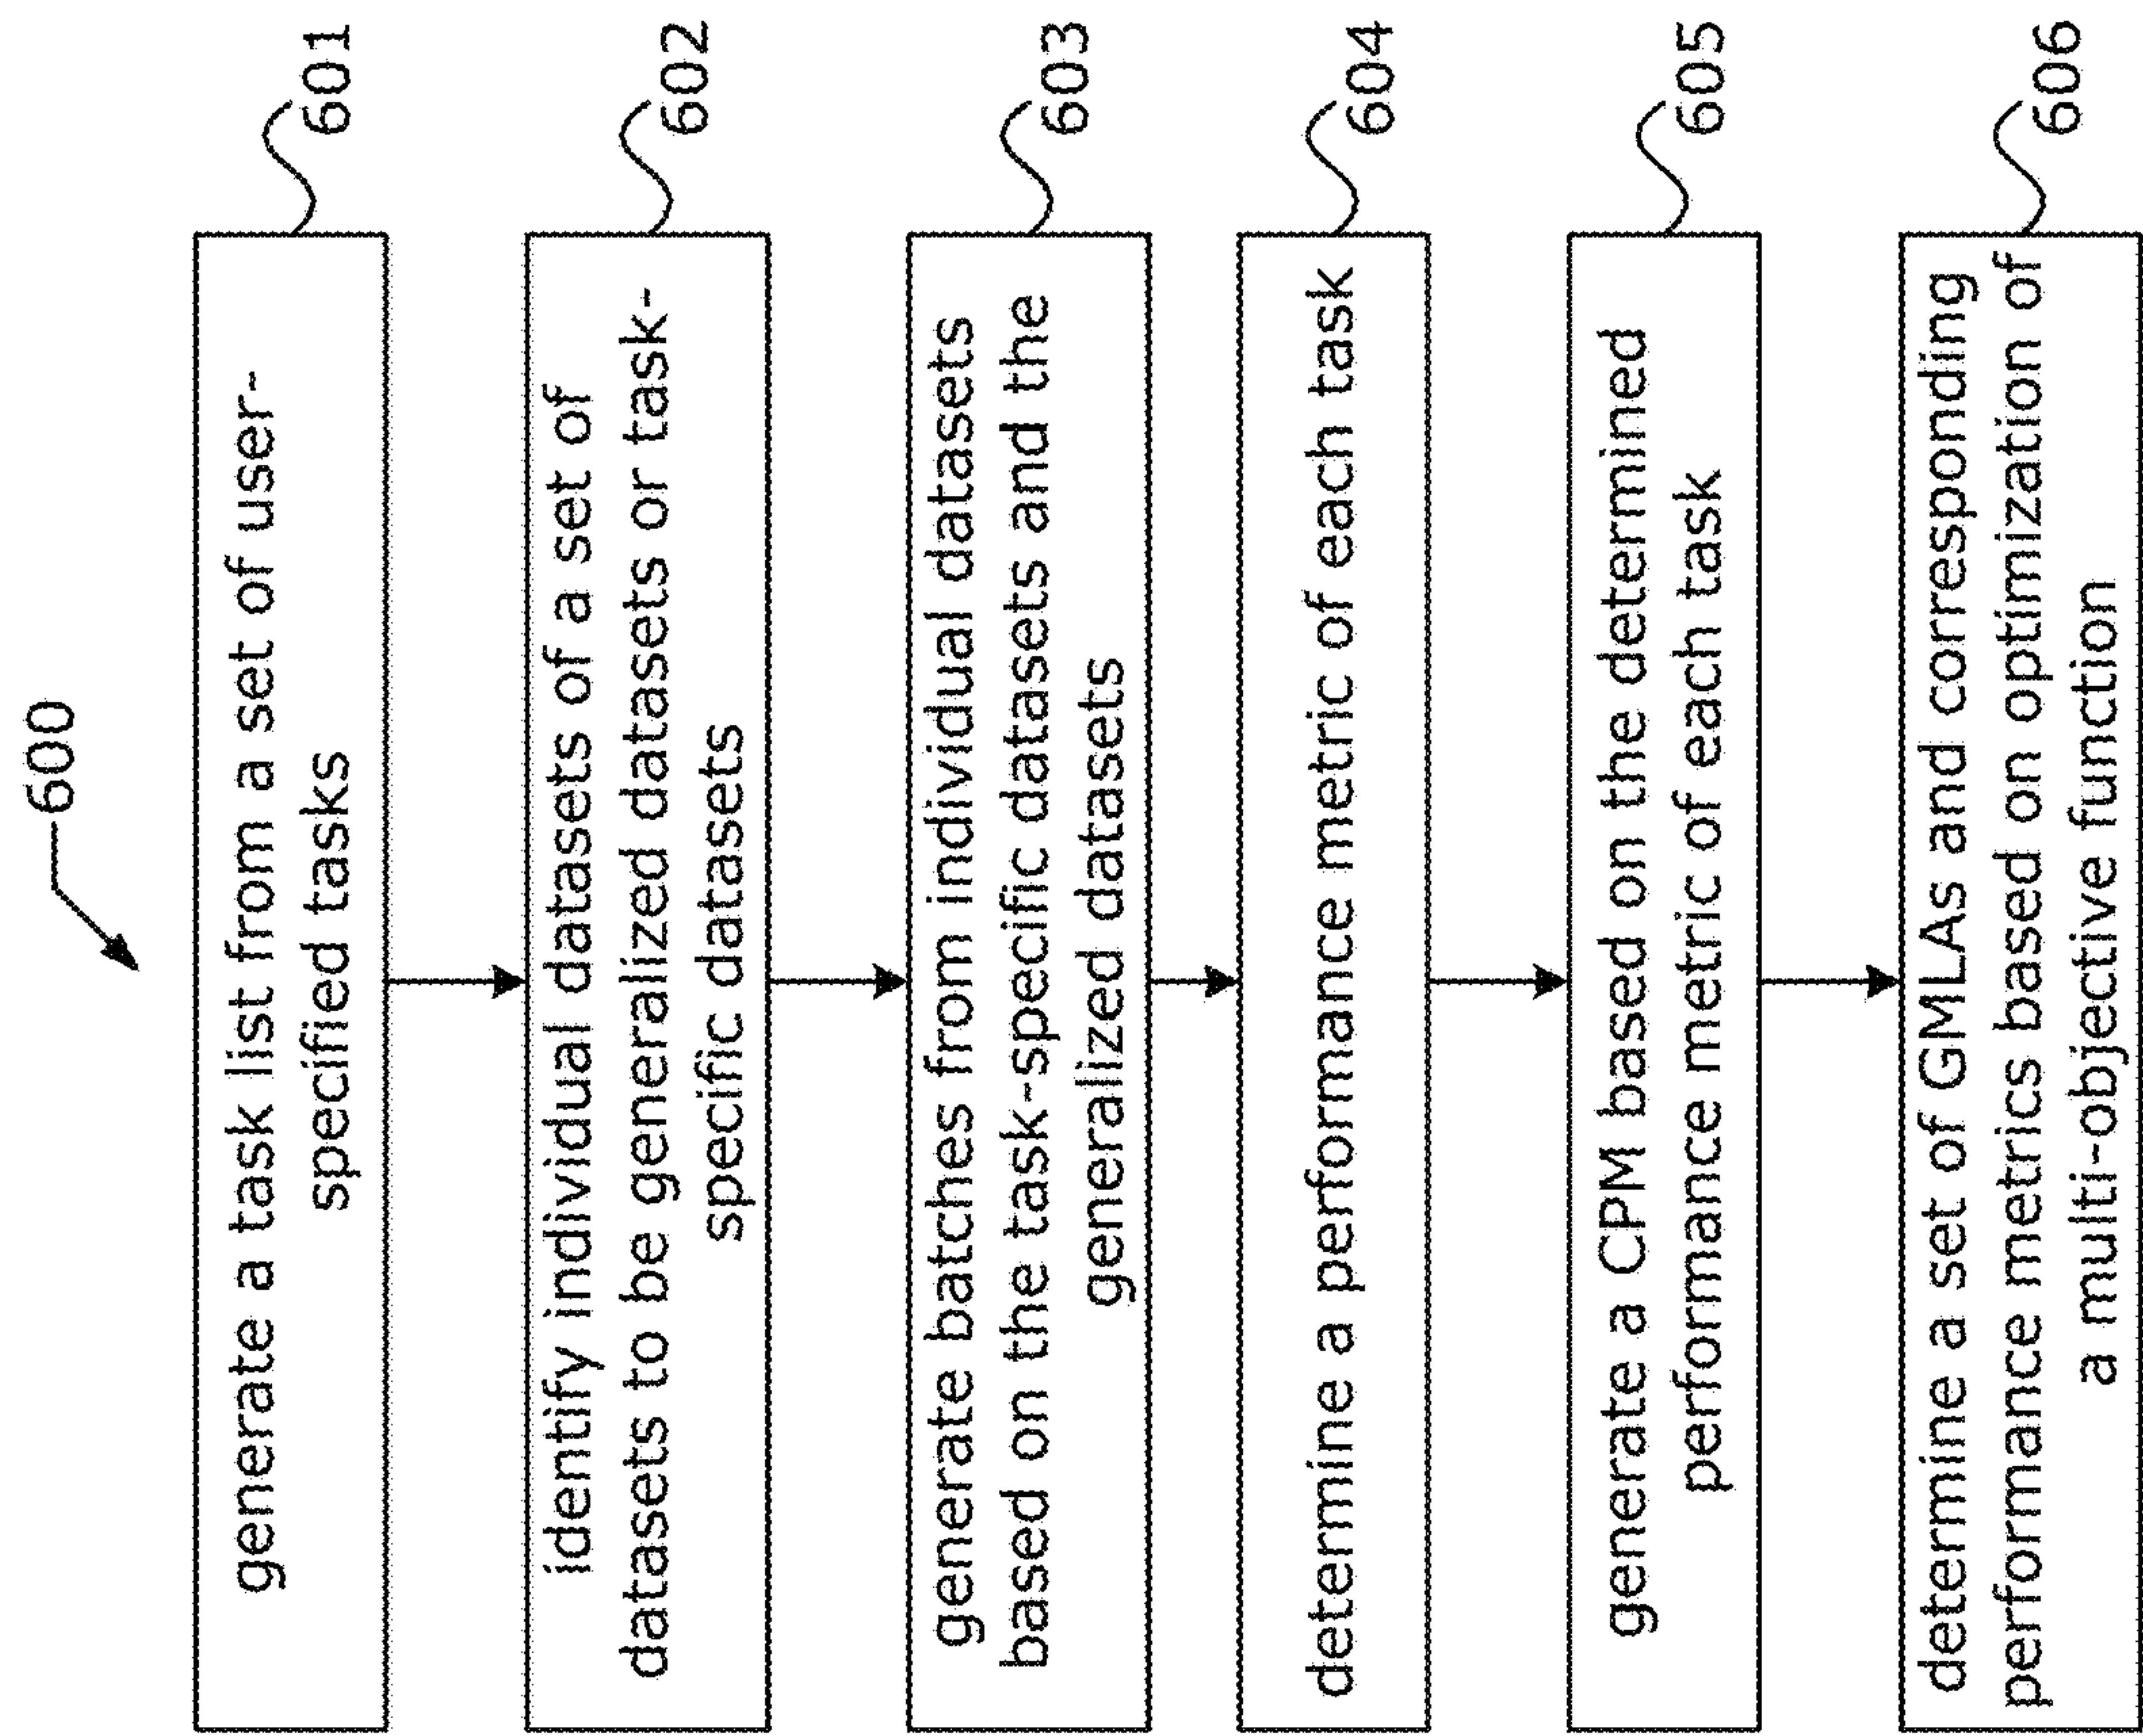 600
generate a task list from a set of user-
specified tasks
601
identify individual datasets of a set of
datasets to be generalized datasets or task-
specific datasets
602
generate batches from individual datasets
based on the task-specific datasets and the
generalized datasets
603
determine a performance metric of each task
604
generate a CPM based on the determined
performance metric of each task
605
determine a set of GMLAs and corresponding
performance metrics based on optimization of
a multi-objective function
606